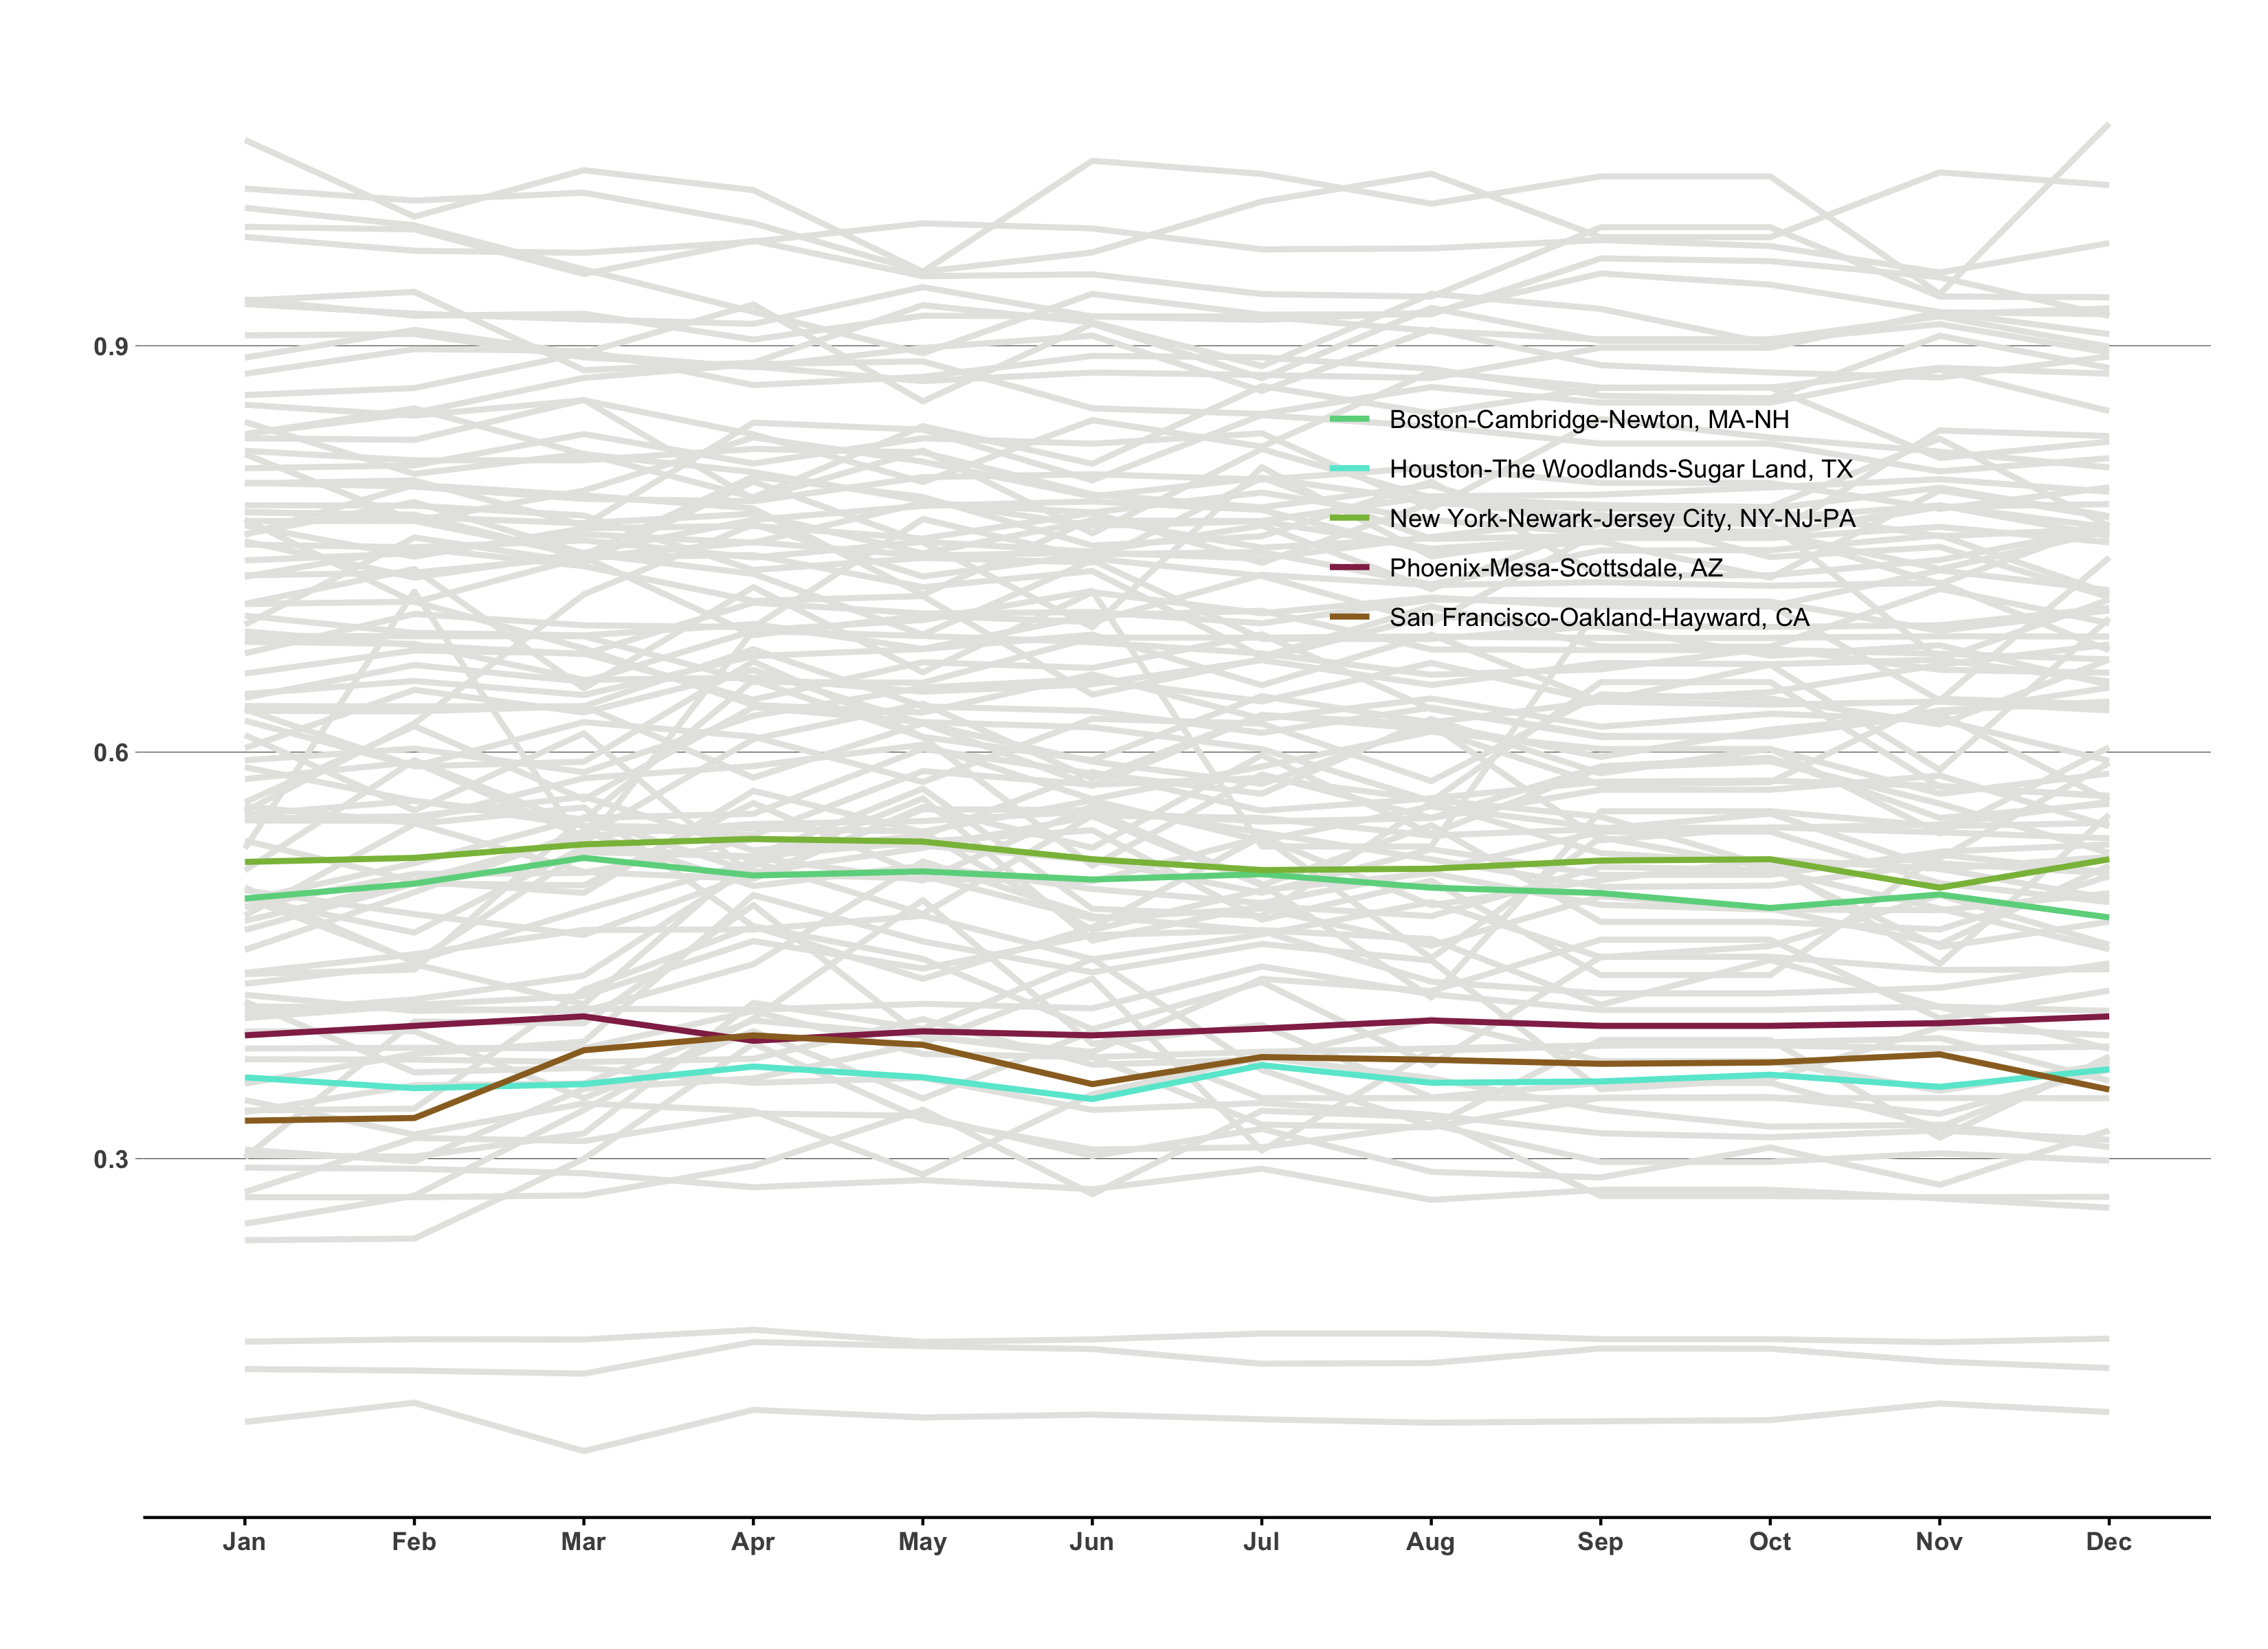 0.9
Boston-Cambridge-Newton, MA-NH
Houston-The Woodlands-Sugar Land, TX
New York-Newark-Jersey City, NY-NJ-PA
Phoenix-Mesa-Scottsdale, AZ
San Francisco-Oakland-Hayward, CA
0.6
0.3
Jan Feb Mar Apr May Jun Jul Aug Sep Oct Nov Dec